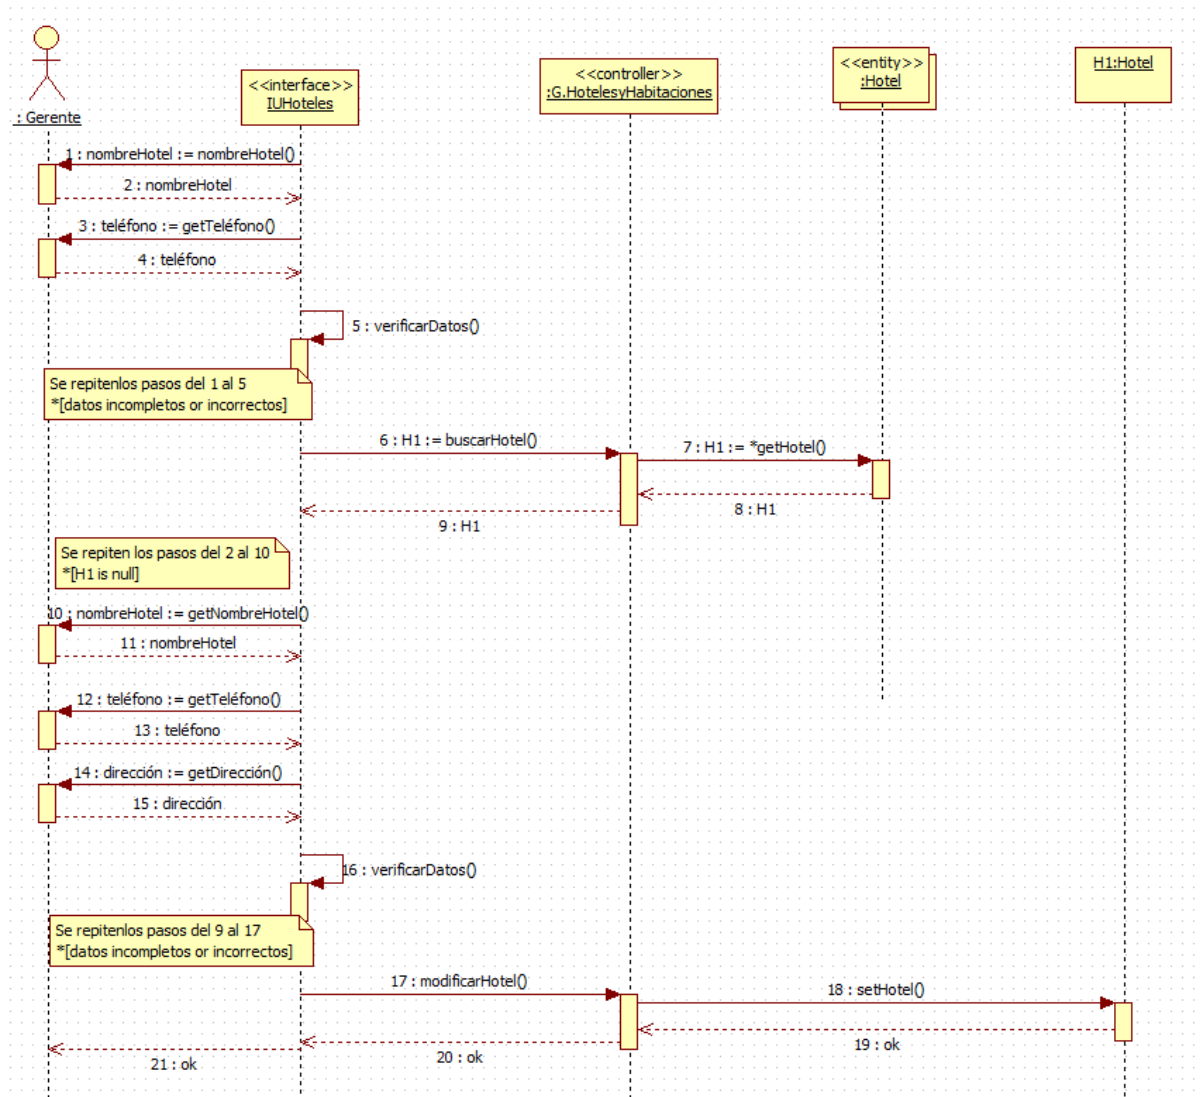 : Gerente
<<interface>>
IUHoteles
<<controller>>
:G.HotelesyHabitaciones
<<entity>>
:Hotel
H1:Hotel
1 : nombreHotel := nombreHotel()
2 : nombreHotel
3 : teléfono := getTeléfono()
4 : teléfono
5 : verificarDatos()
Se repitenlos pasos del 1 al 5
*[datos incompletos or incorrectos]
6 : H1 := buscarHotel()
7 : H1 := *getHotel()
8 : H1
9 : H1
Se repiten los pasos del 2 al 10
*[H1 is null]
10 : nombreHotel := getNombreHotel()
11 : nombreHotel
12 : teléfono := getTeléfono()
13 : teléfono
14 : dirección := getDirección()
15 : dirección
16 : verificarDatos()
Se repitenlos pasos del 9 al 17
*[datos incompletos or incorrectos]
17 : modificarHotel()
18 : setHotel()
19 : ok
20 : ok
21 : ok